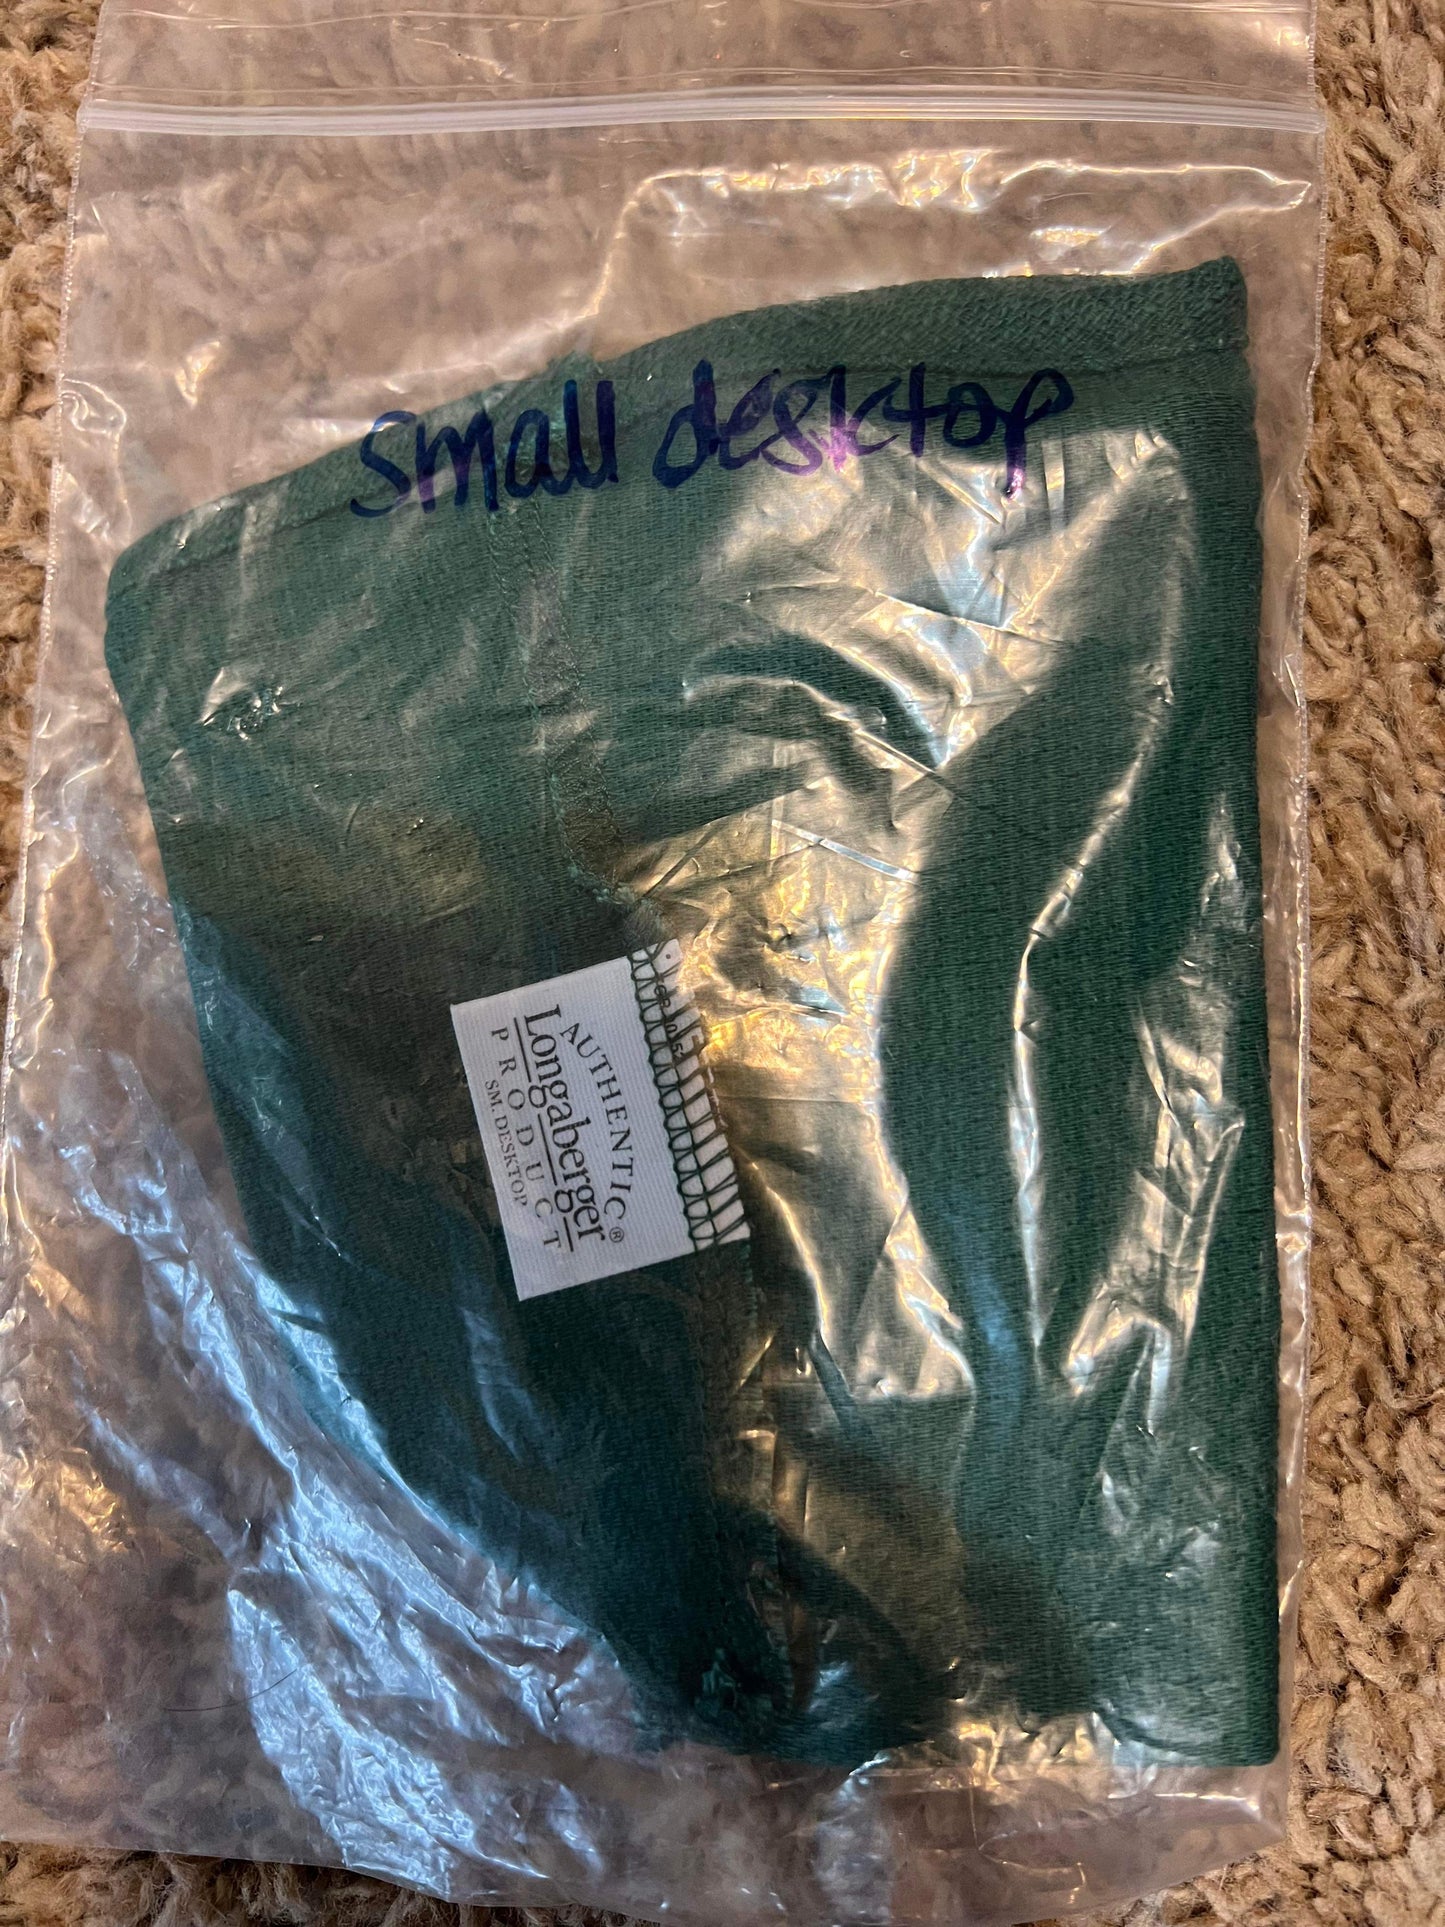 small desktop
AUTHENTIC®
Longaberger
PRODUCT
SM. DESKTOP